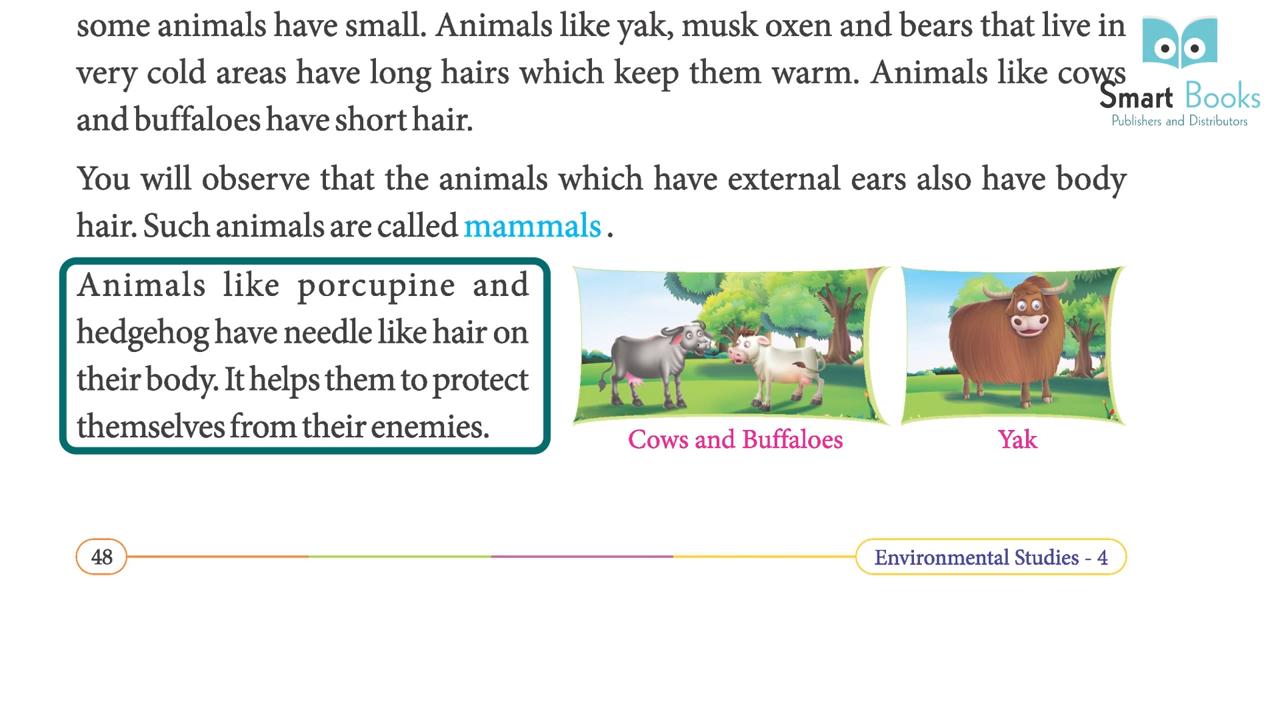 some animals have small. Animals like yak, musk oxen and bears that live in
very cold areas have long hairs which keep them warm. Animals like cows
and buffaloes have short hair.
Smart Books
Publishers and Distributors
You will observe that the animals which have external ears also have body
hair. Such animals are called mammals .
Animals like porcupine and
hedgehog have needle like hair on
their body. It helps them to protect
themselves from their enemies.
Cows and Buffaloes
Yak
48
Environmental Studies - 4